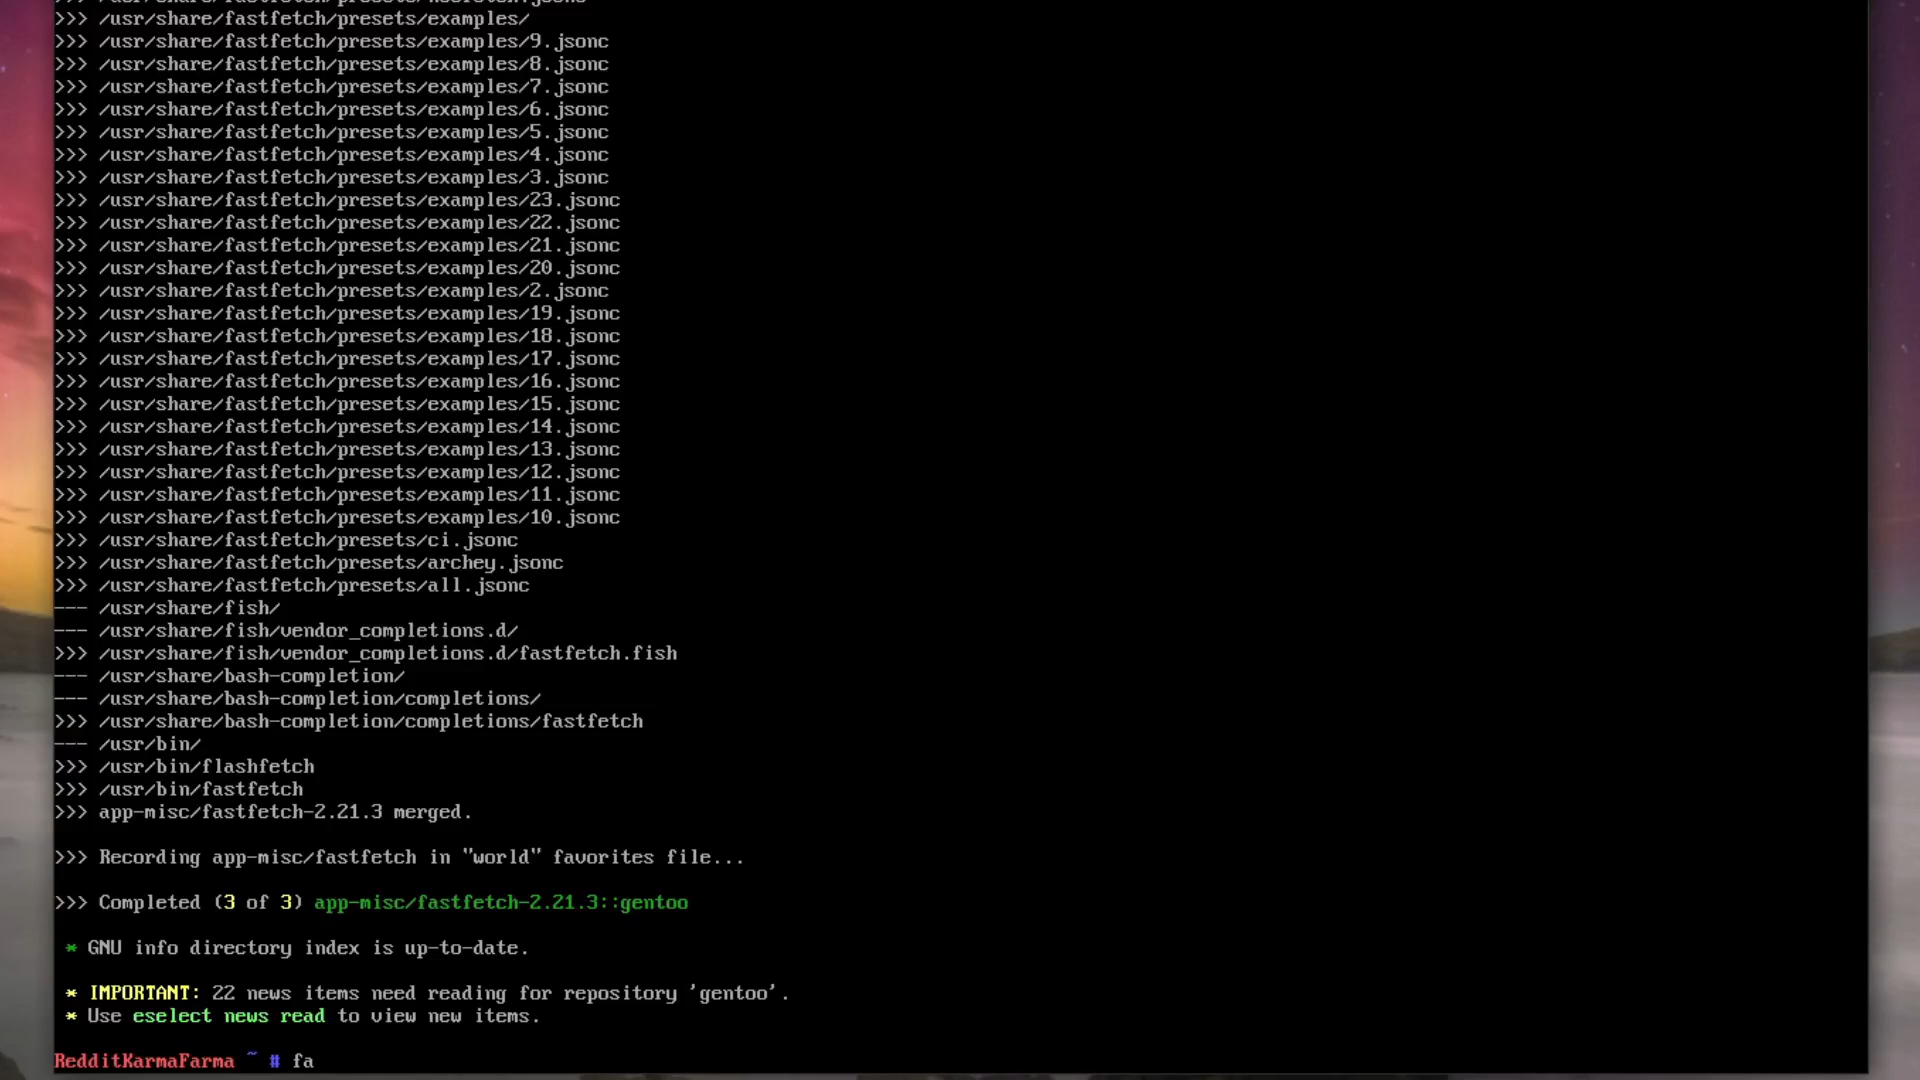 >>> /usr/share/fastfetch/presets/examples/
>>> /usr/share/fastfetch/presets/examples/9.jsonc
>>> /usr/share/fastfetch/presets/examples/8.jsonc
>>> /usr/share/fastfetch/presets/examples/7.jsonc
>>> /usr/share/fastfetch/presets/examples/6.jsonc
>>> /usr/share/fastfetch/presets/examples/5.jsonc
>>> /usr/share/fastfetch/presets/examples/4.jsonc
>>> /usr/share/fastfetch/presets/examples/3.jsonc
>>> /usr/share/fastfetch/presets/examples/23.jsonc
>>> /usr/share/fastfetch/presets/examples/22.jsonc
>>> /usr/share/fastfetch/presets/examples/21.jsonc
>>> /usr/share/fastfetch/presets/examples/20.jsonc
>>> /usr/share/fastfetch/presets/examples/2.jsonc
>>> /usr/share/fastfetch/presets/examples/19.jsonc
>>> /usr/share/fastfetch/presets/examples/18.jsonc
>>> /usr/share/fastfetch/presets/examples/17.jsonc
>>> /usr/share/fastfetch/presets/examples/16.jsonc
>>> /usr/share/fastfetch/presets/examples/15.jsonc
>>> /usr/share/fastfetch/presets/examples/14.jsonc
>>> /usr/share/fastfetch/presets/examples/13.jsonc
>>> /usr/share/fastfetch/presets/examples/12.jsonc
>>> /usr/share/fastfetch/presets/examples/11.jsonc
>>> /usr/share/fastfetch/presets/examples/10.jsonc
>>> /usr/share/fastfetch/presets/ci.jsonc
>>> /usr/share/fastfetch/presets/archey.jsonc
>>> /usr/share/fastfetch/presets/all.jsonc
--- /usr/share/fish/
--- /usr/share/fish/vendor_completions.d/
>>> /usr/share/fish/vendor_completions.d/fastfetch.fish
--- /usr/share/bash-completion/
--- /usr/share/bash-completion/completions/
>>> /usr/share/bash-completion/completions/fastfetch
--- /usr/bin/
>>> /usr/bin/flashfetch
>>> /usr/bin/fastfetch
>>> app-misc/fastfetch-2.21.3 merged.
>>> Recording app-misc/fastfetch in "world" favorites file...
>>> Completed (3 of 3) app-misc/fastfetch-2.21.3::gentoo
* GNU info directory index is up-to-date.
* IMPORTANT: 22 news items need reading for repository 'gentoo'.
* Use eselect news read to view new items.
RedditKarmaFarma ~ # fa